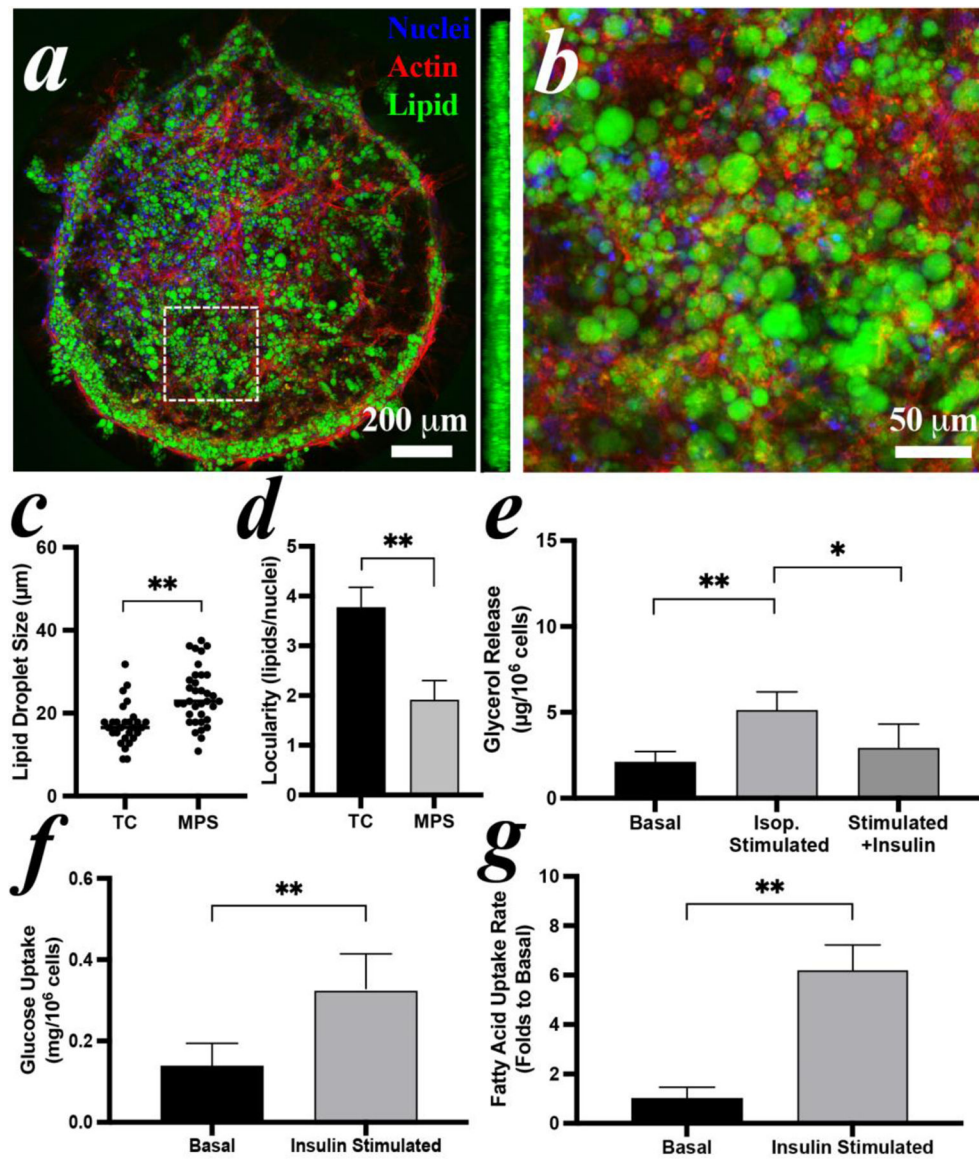 a
Nuclei
Actin
Lipid
200 μm
b
50 μm
c
Lipid Droplet Size (μm)
60
40
20
0
**
TC
MPS
d
Locularity (lipids/nuclei)
5
4
3
2
1
0
**
TC
MPS
e
Glycerol Release
(μg/10⁶ cells)
15
10
5
0
**
*
Basal
Isop.
Stimulated
Stimulated
+Insulin
f
Glucose Uptake
(mg/10⁶ cells)
0.6
0.4
0.2
0.0
**
Basal
Insulin Stimulated
g
Fatty Acid Uptake Rate
(Folds to Basal)
10
8
6
4
2
0
**
Basal
Insulin Stimulated